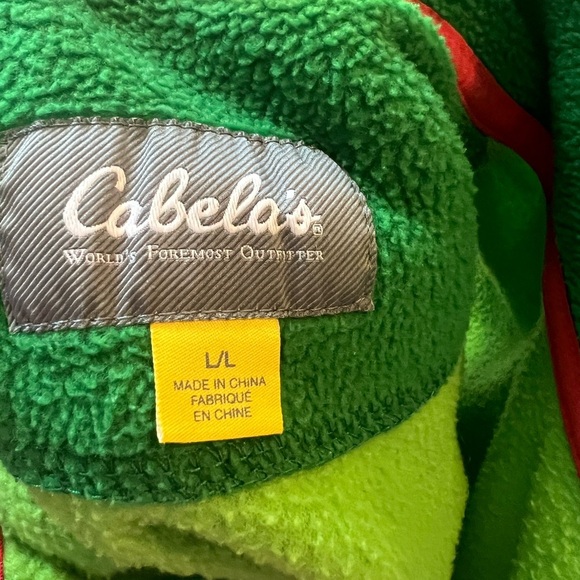 Cabela's
World's Foremost Outfitter
L/L
MADE IN CHINA
FABRIQUÉ
EN CHINE